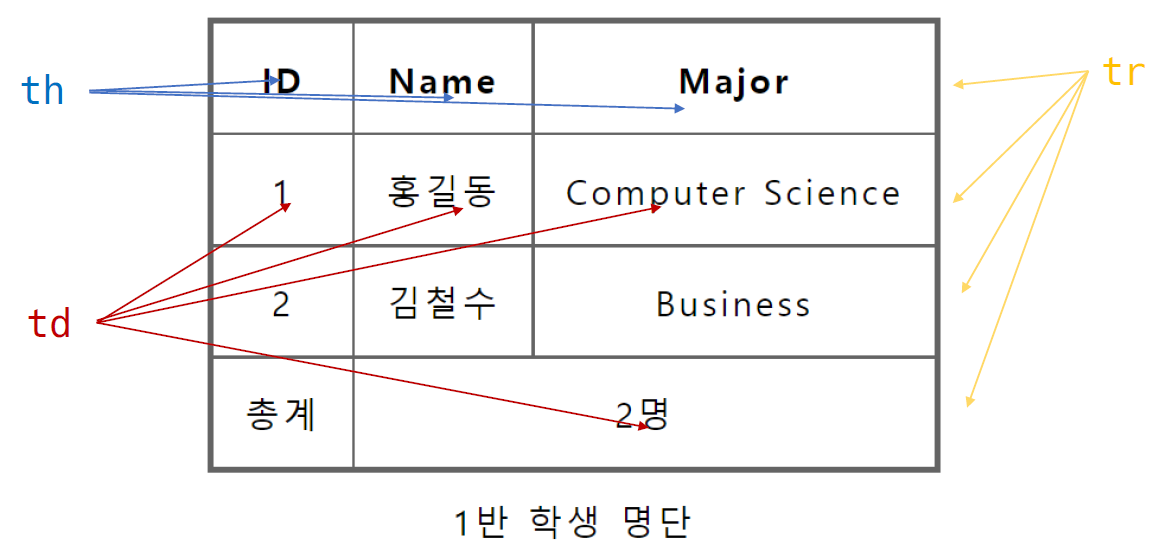 th
ID Name Major
tr
1 홍길동 Computer Science
td
2 김철수 Business
총계 2명
1반 학생 명단